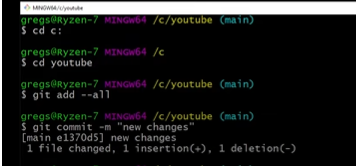 MINGW64:/c/youtube
gregs@Ryzen-7 MINGW64 /c/youtube (main)
$ cd c:
gregs@Ryzen-7 MINGW64 /c
$ cd youtube
gregs@Ryzen-7 MINGW64 /c/youtube (main)
$ git add --all
gregs@Ryzen-7 MINGW64 /c/youtube (main)
$ git commit -m "new changes"
[main e1370d5] new changes
1 file changed, 1 insertion(+), 1 deletion(-)